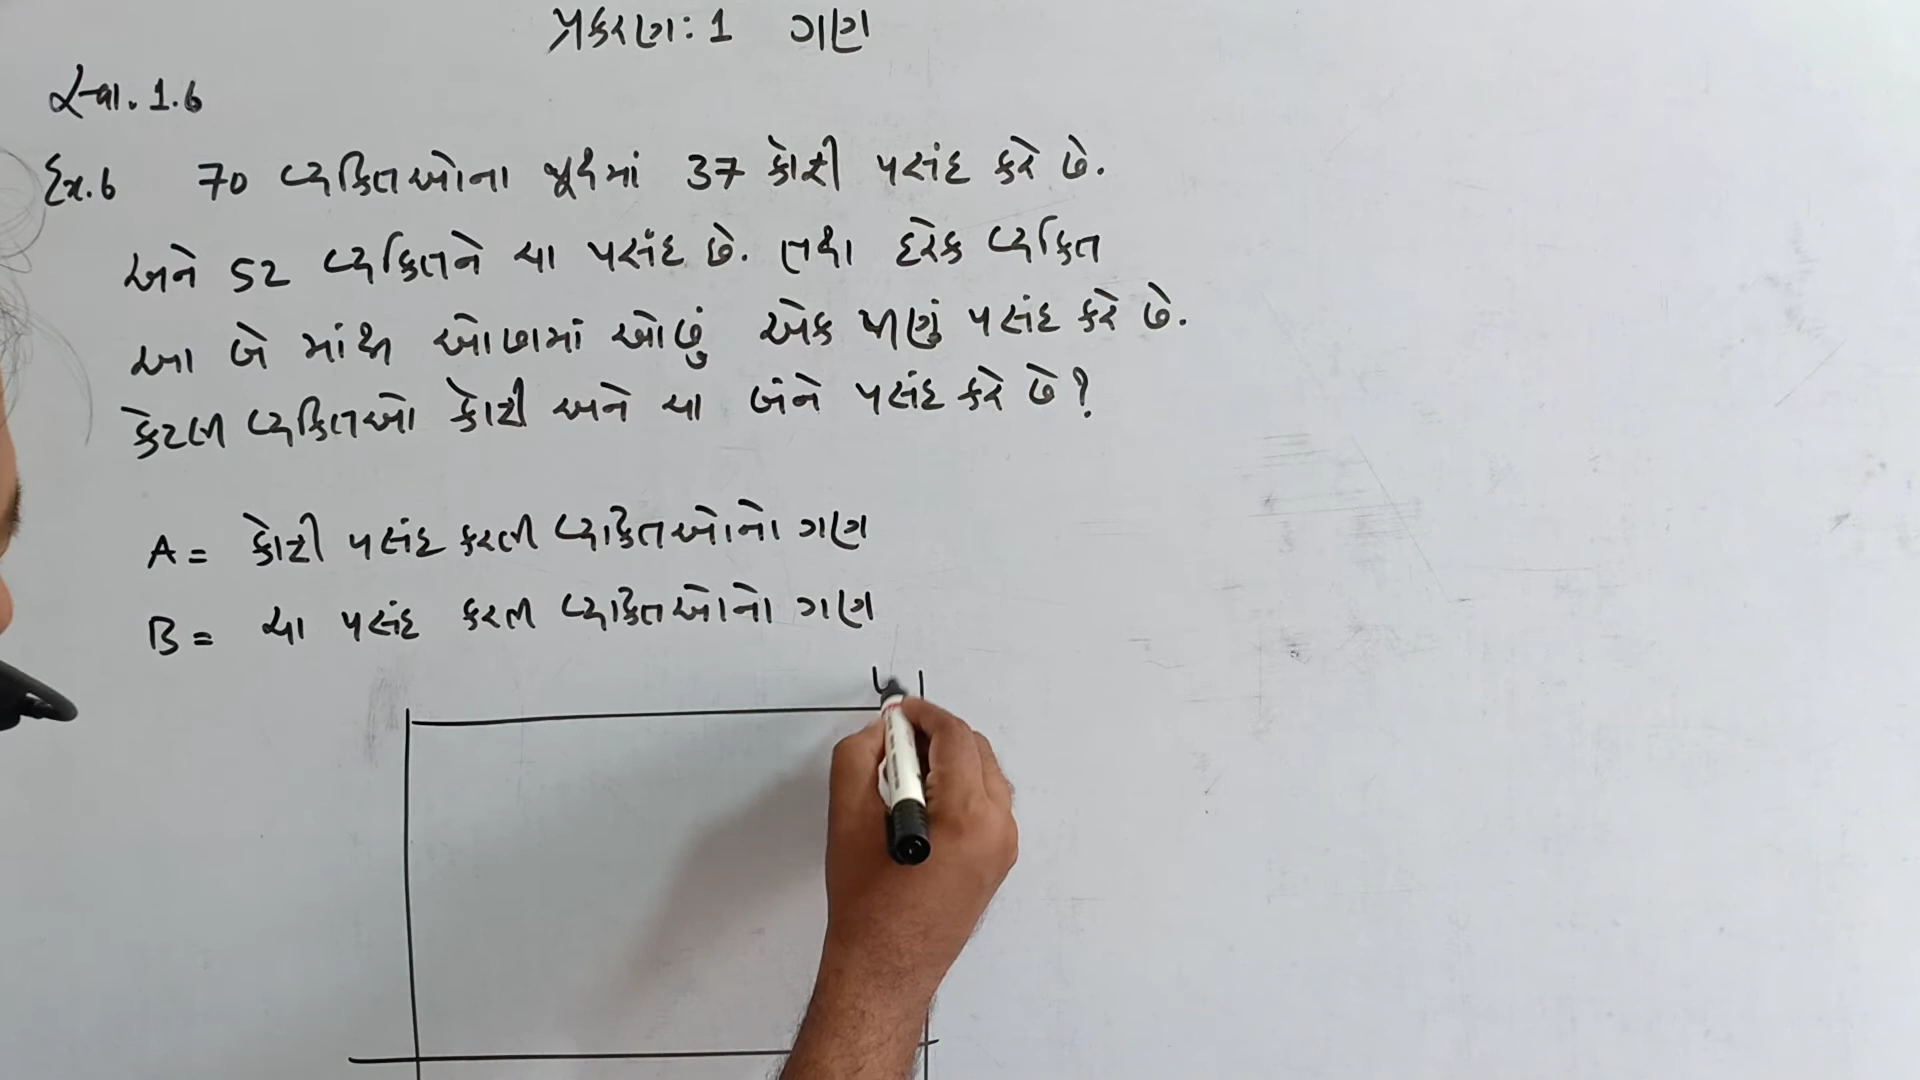 પ્રકરણ: 1 ગણ
સ્વા. 1.6
Ex.6 70 વ્યક્તિઓના જૂથમાં 37 કોફી પસંદ કરે છે.
અને 52 વ્યક્તિને ચા પસંદ છે. તથા દરેક વ્યક્તિ
આ બે માંથી ઓછામાં ઓછું એક પીણું પસંદ કરે છે.
કેટલી વ્યક્તિઓ કોફી અને ચા બંને પસંદ કરે છે?
A = કોફી પસંદ કરતી વ્યક્તિઓનો ગણ
B = ચા પસંદ કરતી વ્યક્તિઓનો ગણ